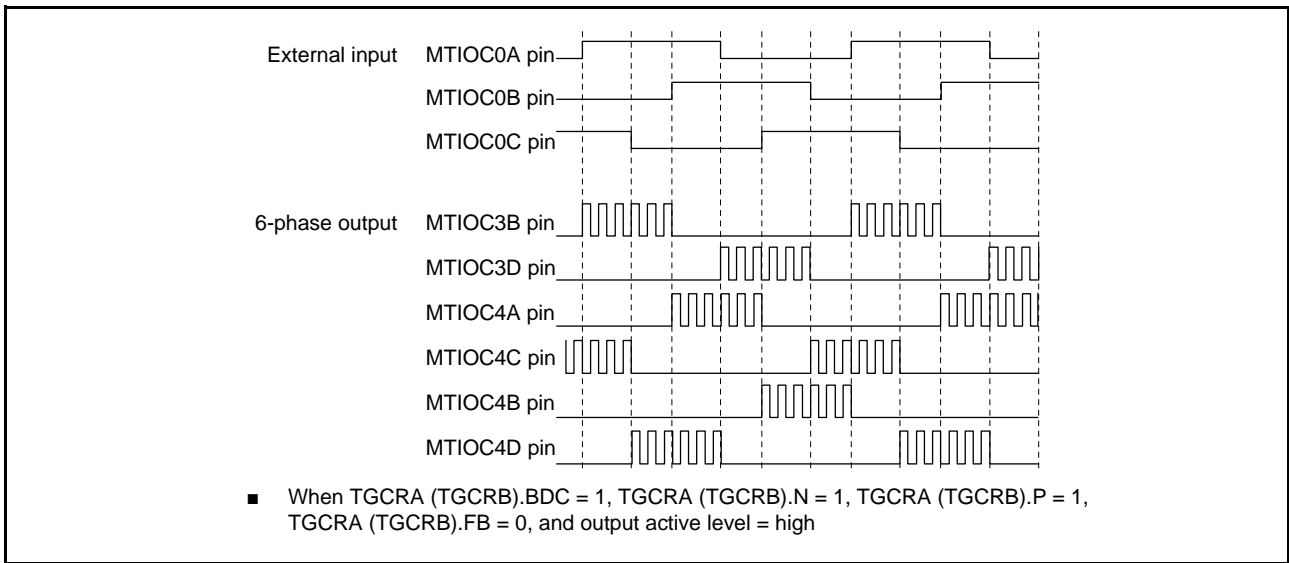 External input MTIOC0A pin
MTIOC0B pin
MTIOC0C pin
6-phase output MTIOC3B pin
MTIOC3D pin
MTIOC4A pin
MTIOC4C pin
MTIOC4B pin
MTIOC4D pin
■ When TGCRA (TGCRB).BDC = 1, TGCRA (TGCRB).N = 1, TGCRA (TGCRB).P = 1,
TGCRA (TGCRB).FB = 0, and output active level = high